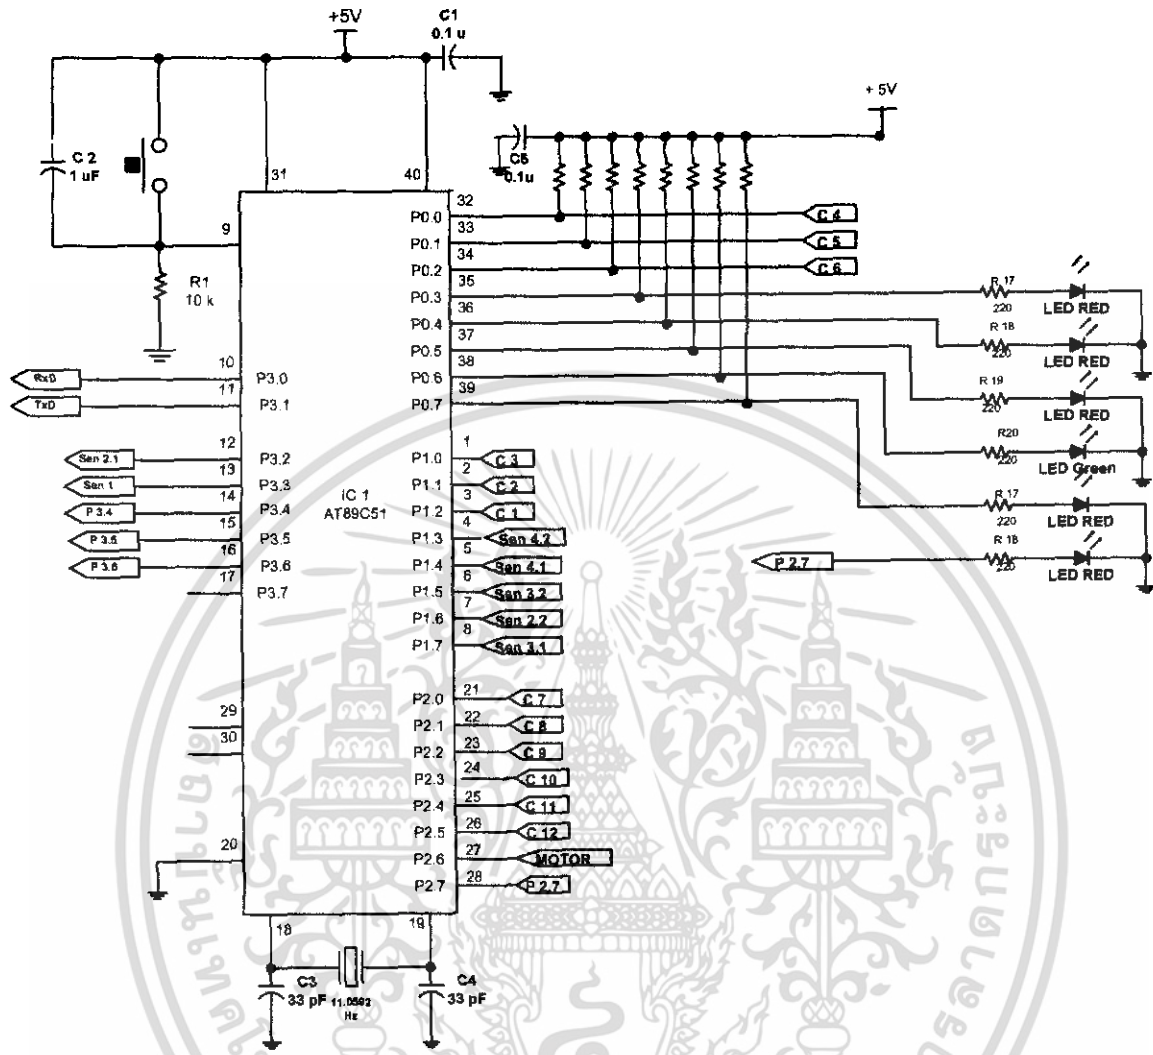 +5V
C1
0.1 u
+ 5V
C 2
1 uF
31
40
C5
0.1u
9
R1
10 k
32
P0.0
C 4
33
P0.1
C 5
34
P0.2
C 6
35
P0.3
36
P0.4
37
P0.5
38
P0.6
39
P0.7
R 17
220
LED RED
R 18
220
LED RED
R 19
220
LED RED
R20
220
LED Green
R 17
220
LED RED
P 2.7
R 18
220
LED RED
RxD
10
P3.0
TxD
11
P3.1
Sen 2.1
12
P3.2
Sen 1
13
P3.3
P 3.4
14
P3.4
P 3.5
15
P3.5
P 3.6
16
P3.6
17
P3.7
IC 1
AT89C51
1
P1.0
C 3
2
P1.1
C 2
3
P1.2
C 1
4
P1.3
Sen 4.2
5
P1.4
Sen 4.1
6
P1.5
Sen 3.2
7
P1.6
Sen 2.2
8
P1.7
Sen 3.1
21
P2.0
C 7
22
P2.1
C 8
23
P2.2
C 9
24
P2.3
C 10
25
P2.4
C 11
26
P2.5
C 12
27
P2.6
MOTOR
28
P2.7
P 2.7
29
30
20
18
19
C3
33 pF
11.0592
Hz
C4
33 pF